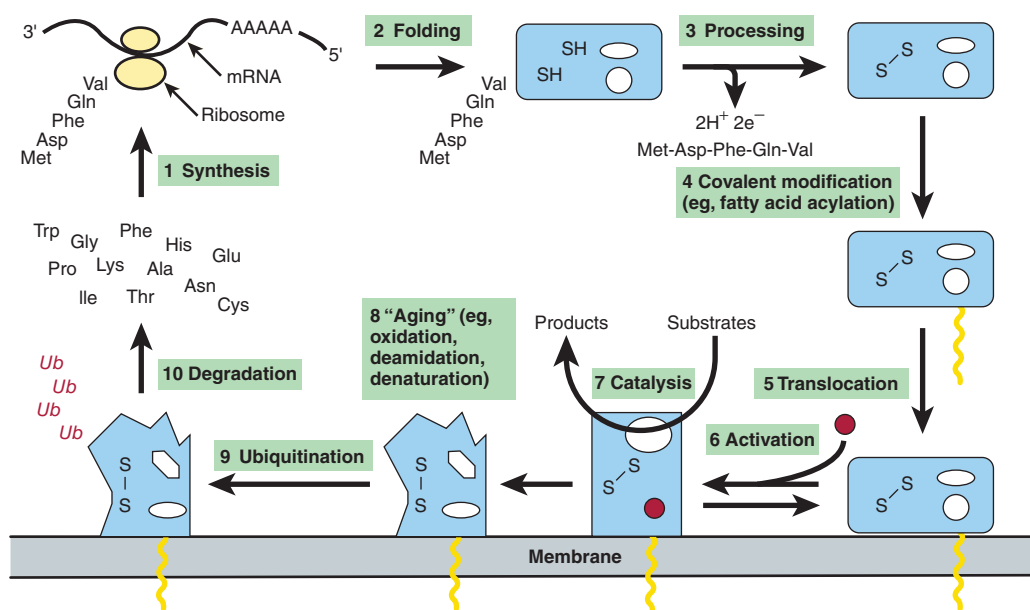 3'
AAAAA
5'
mRNA
Ribosome
Val
Gln
Phe
Asp
Met
1 Synthesis
2 Folding
Val
Gln
Phe
Asp
Met
SH
SH
3 Processing
2H⁺ 2e⁻
Met-Asp-Phe-Gln-Val
S
S
4 Covalent modification
(eg, fatty acid acylation)
S
S
5 Translocation
6 Activation
S
S
7 Catalysis
Products
Substrates
S
S
8 “Aging” (eg,
oxidation,
deamidation,
denaturation)
S
S
9 Ubiquitination
S
S
Ub
Ub
Ub
Ub
10 Degradation
Trp
Gly
Phe
His
Glu
Pro
Lys
Ala
Asn
Ile
Thr
Cys
Membrane